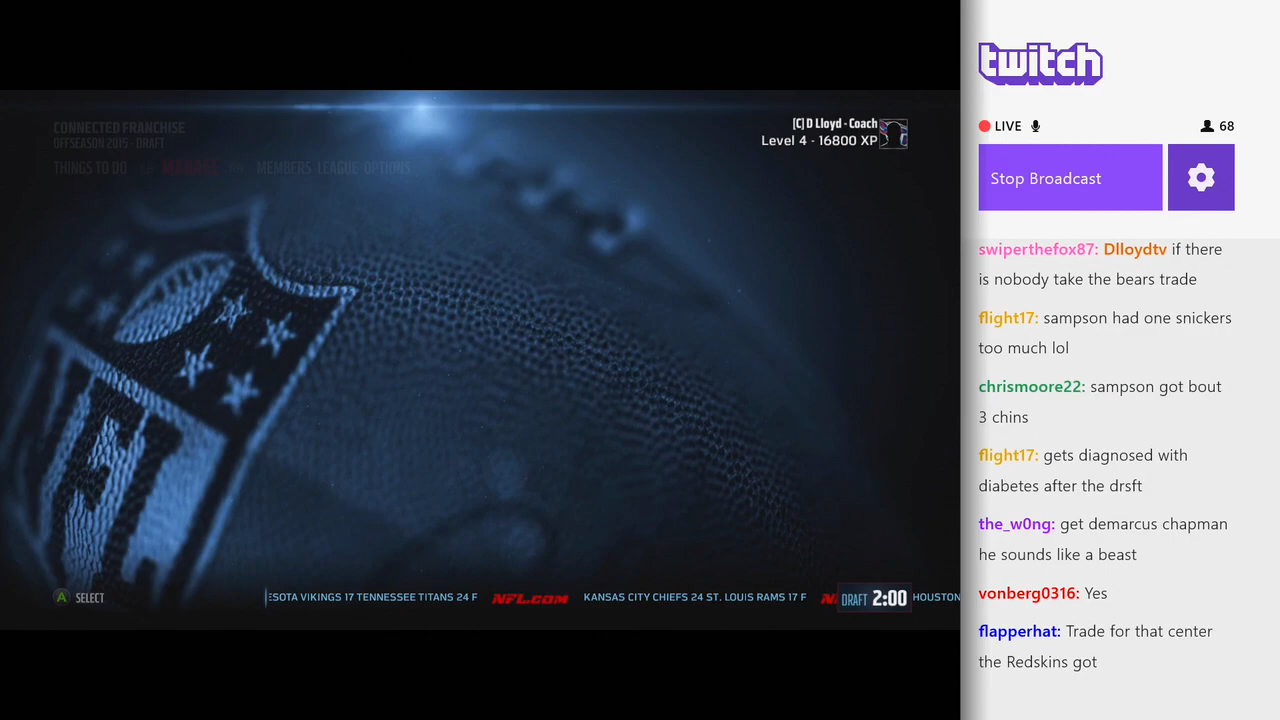 CONNECTED FRANCHISE
OFFSEASON 2015 - DRAFT
THINGS TO DO MANAGE MEMBERS LEAGUE OPTIONS
[C] D Lloyd - Coach
Level 4 - 16800 XP
A SELECT
ESOTA VIKINGS 17 TENNESSEE TITANS 24 F NFL.COM KANSAS CITY CHIEFS 24 ST. LOUIS RAMS 17 F DRAFT 2:00 HOUSTON
twitch
LIVE 68
Stop Broadcast
swiperthefox87: Dlloydtv if there
is nobody take the bears trade
flight17: sampson had one snickers
too much lol
chrismoore22: sampson got bout
3 chins
flight17: gets diagnosed with
diabetes after the drsft
the_w0ng: get demarcus chapman
he sounds like a beast
vonberg0316: Yes
flapperhat: Trade for that center
the Redskins got